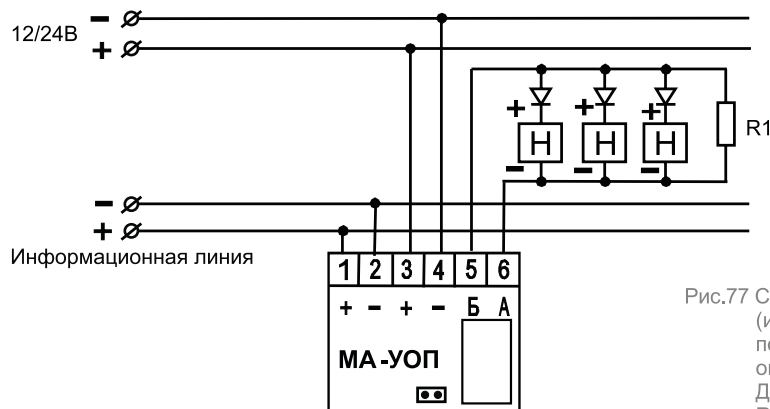 12/24В
−
+
+ + +
Н Н Н
− − −
R1
−
+
Информационная линия
1 2 3 4 5 6
+ − + − Б А
МА-УОП
Рис.77 С
(и